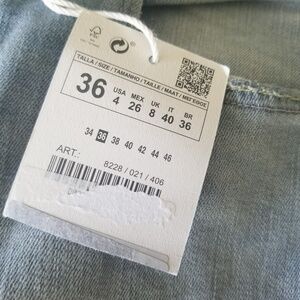 FSC
TALLA / SIZE / TAMANHO / TAILLE / MAAT / ΜΕΓΕΘΟΣ
36
USA MEX UK IT BR
4 26 8 40 36
34 36 38 40 42 44 46
ART.:
8228 / 021 / 406